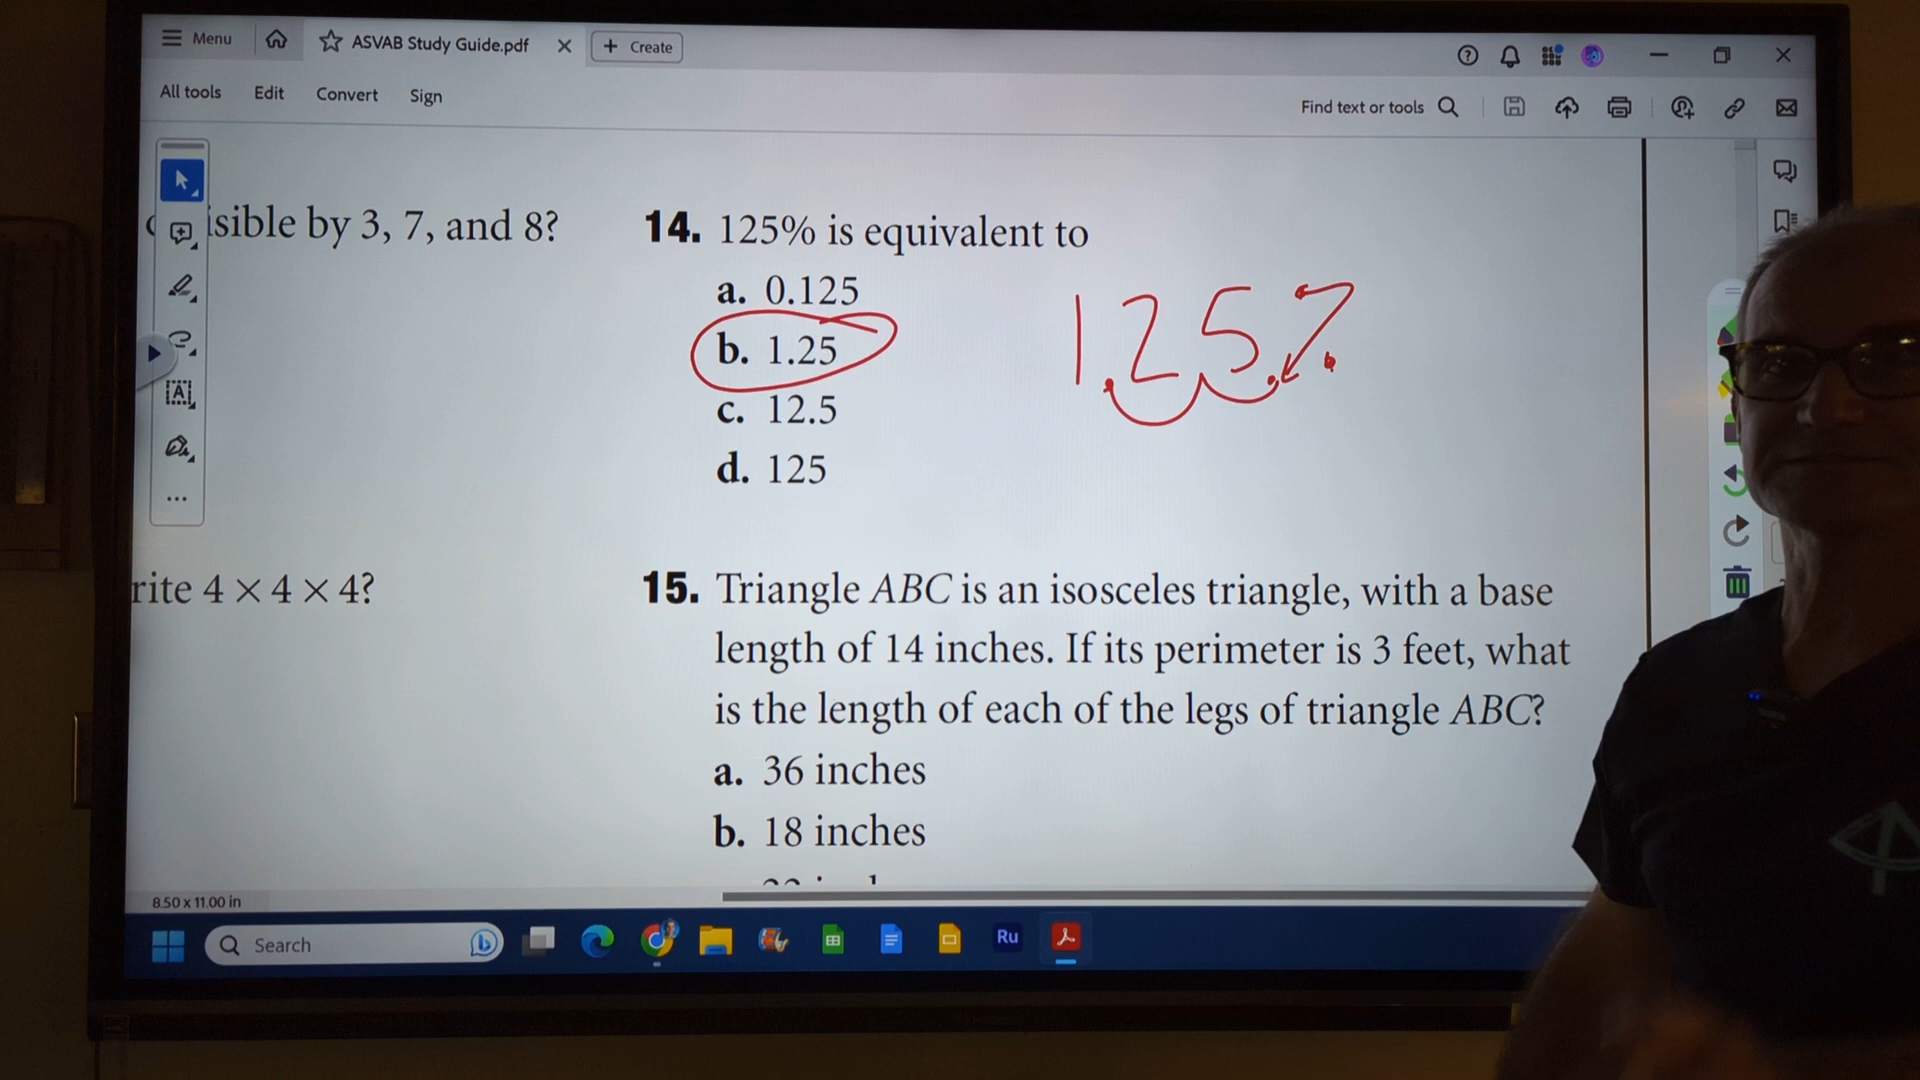 Menu
ASVAB Study Guide.pdf
+ Create
All tools Edit Convert Sign
Find text or tools
isible by 3, 7, and 8?
14. 125% is equivalent to
a. 0.125
b. 1.25
c. 12.5
d. 125
1.25.%
rite 4 × 4 × 4?
15. Triangle ABC is an isosceles triangle, with a base
length of 14 inches. If its perimeter is 3 feet, what
is the length of each of the legs of triangle ABC?
a. 36 inches
b. 18 inches
8.50 x 11.00 in
Search
Ru